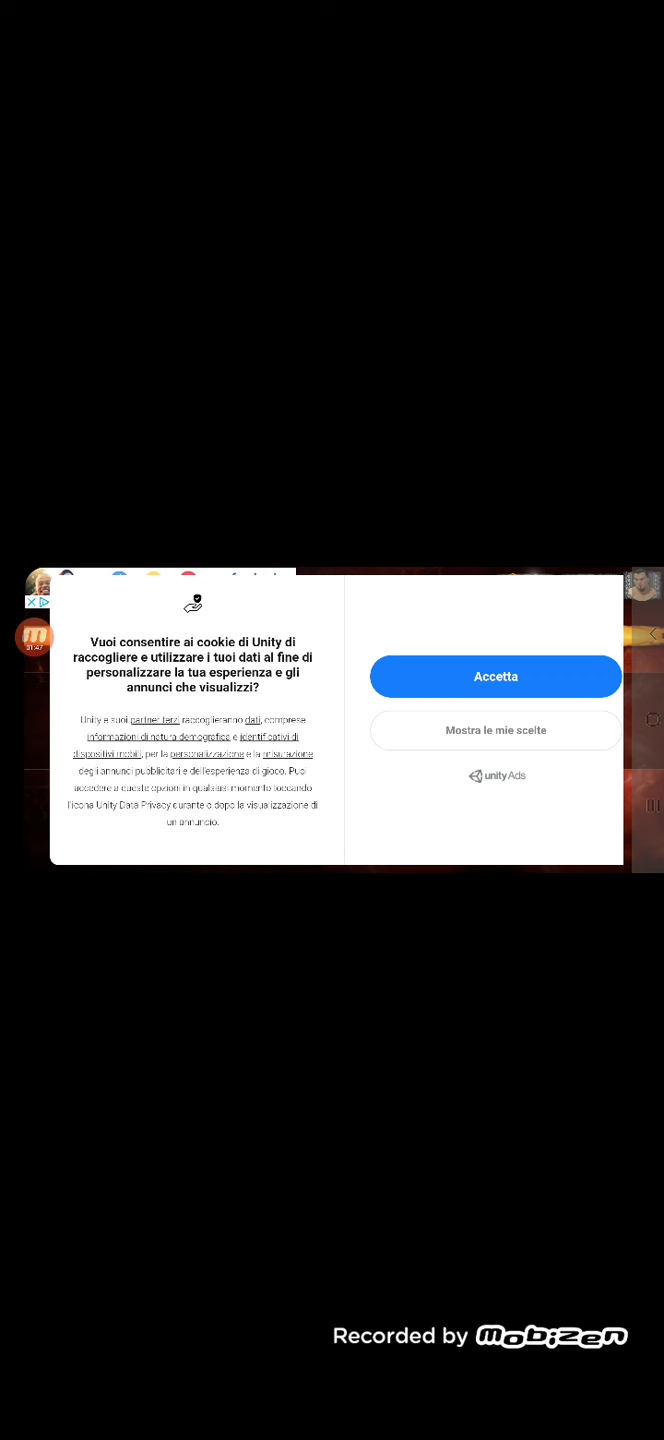 01:47
Vuoi consentire ai cookie di Unity di
raccogliere e utilizzare i tuoi dati al fine di
personalizzare la tua esperienza e gli
annunci che visualizzi?
Unity e suoi partner terzi raccoglieranno dati, comprese
informazioni di natura demografica e identificativi di
dispositivi mobili, per la personalizzazione e la misurazione
degli annunci pubblicitari e dell'esperienza di gioco. Puoi
accedere a queste opzioni in qualsiasi momento toccando
l'icona Unity Data Privacy durante o dopo la visualizzazione di
un annuncio.
Accetta
Mostra le mie scelte
unityAds
Recorded by mobizen